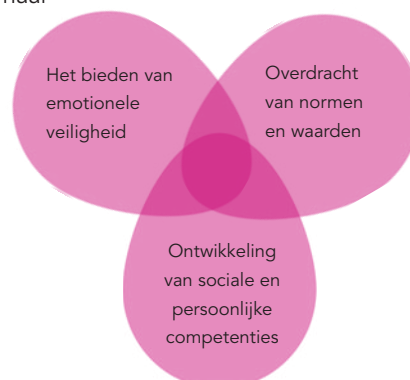 Het bieden van
emotionele
veiligheid
Overdracht
van normen
en waarden
Ontwikkeling
van sociale en
persoonlijke
competenties